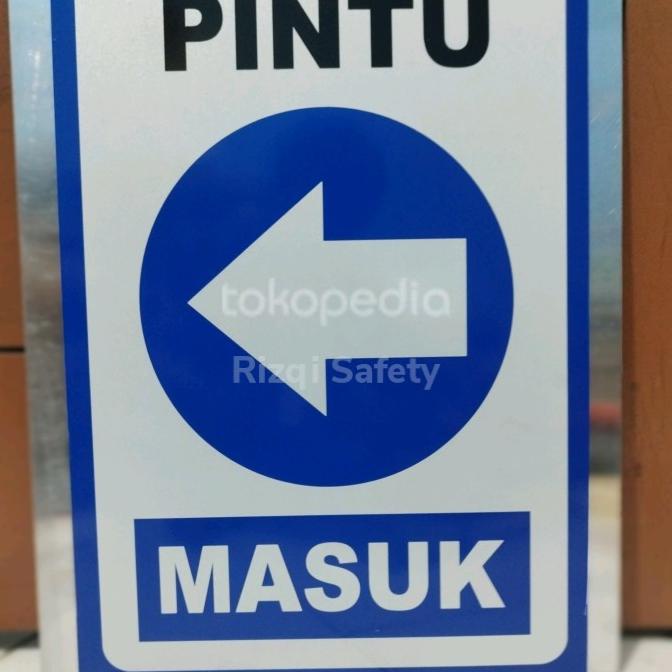 PINTU
tokopedia
Rizqi Safety
MASUK